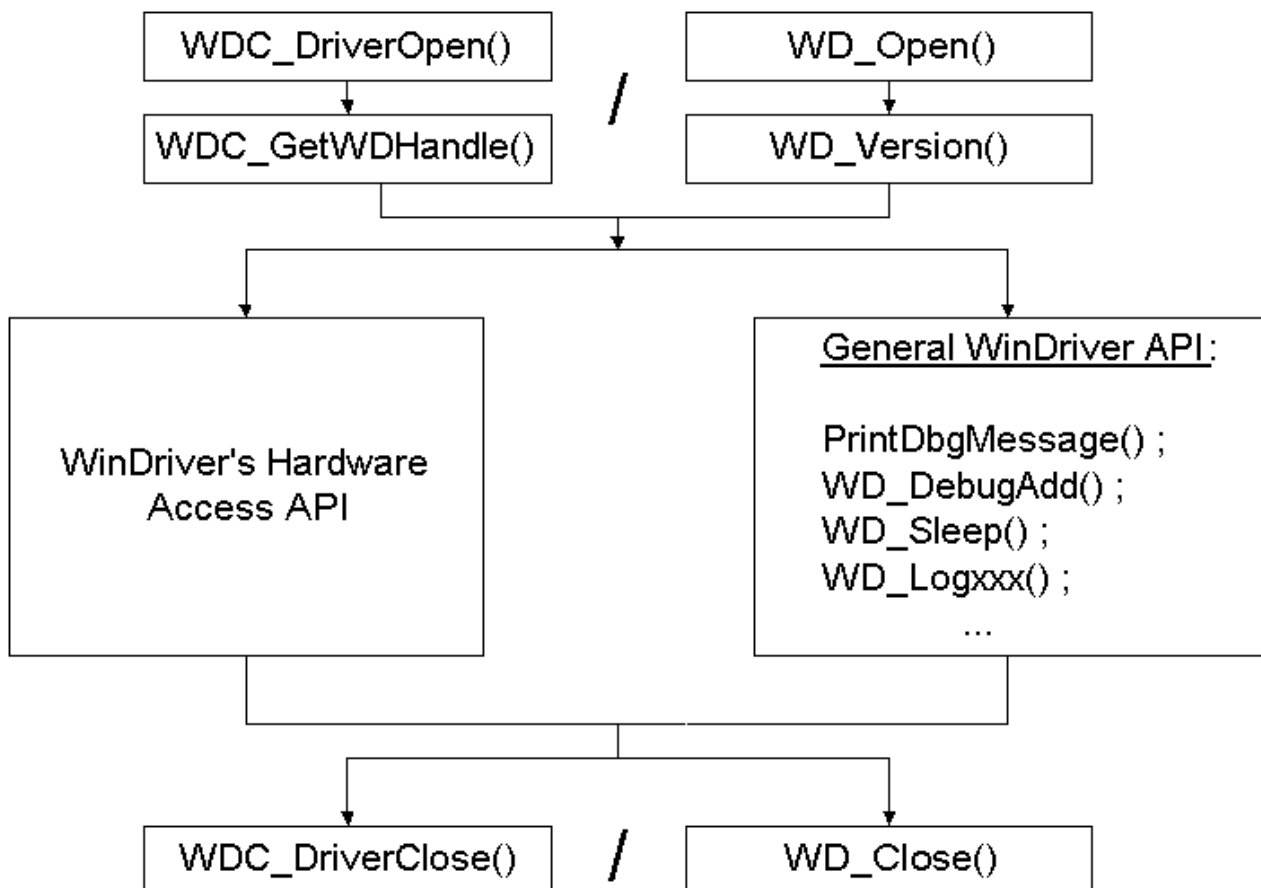 WDC_DriverOpen() / WD_Open()
WDC_GetWDHandle() WD_Version()
WinDriver's Hardware
Access API
General WinDriver API:
PrintDbgMessage() ;
WD_DebugAdd() ;
WD_Sleep() ;
WD_Logxxx() ;
...
WDC_DriverClose() / WD_Close()